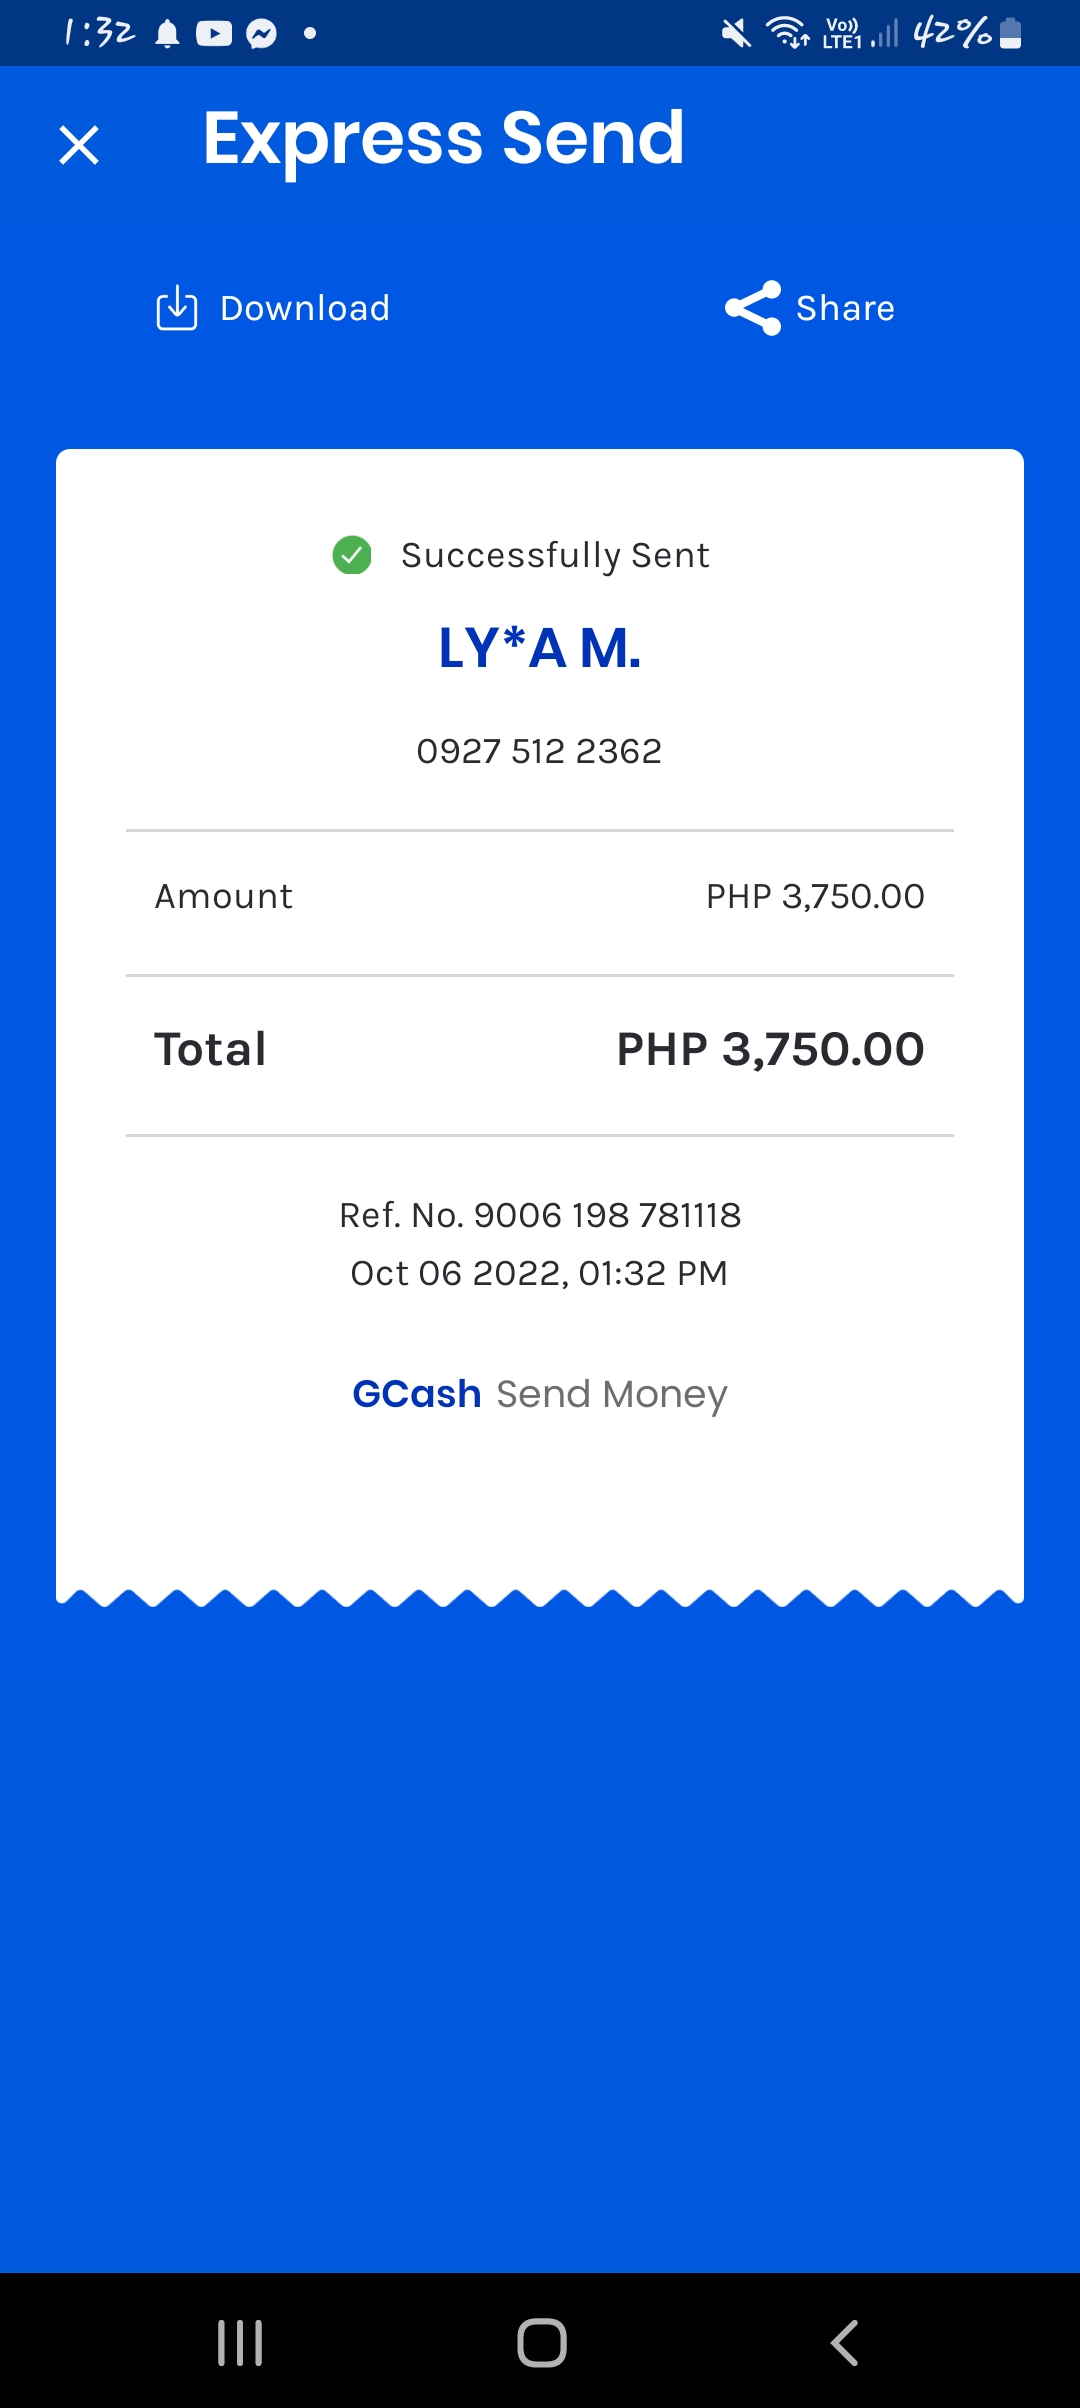 1:32 Vo)) LTE1 42%
Express Send
Download Share
Successfully Sent
LY*A M.
0927 512 2362
Amount PHP 3,750.00
Total PHP 3,750.00
Ref. No. 9006 198 781118
Oct 06 2022, 01:32 PM
GCash Send Money